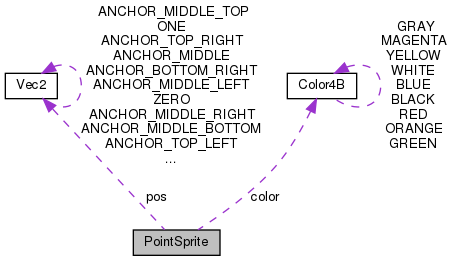 ANCHOR_MIDDLE_TOP
ONE
ANCHOR_TOP_RIGHT
ANCHOR_MIDDLE
ANCHOR_BOTTOM_RIGHT
ANCHOR_MIDDLE_LEFT
ZERO
ANCHOR_MIDDLE_RIGHT
ANCHOR_MIDDLE_BOTTOM
ANCHOR_TOP_LEFT
...
GRAY
MAGENTA
YELLOW
WHITE
BLUE
BLACK
RED
ORANGE
GREEN
Vec2
Color4B
pos
color
PointSprite